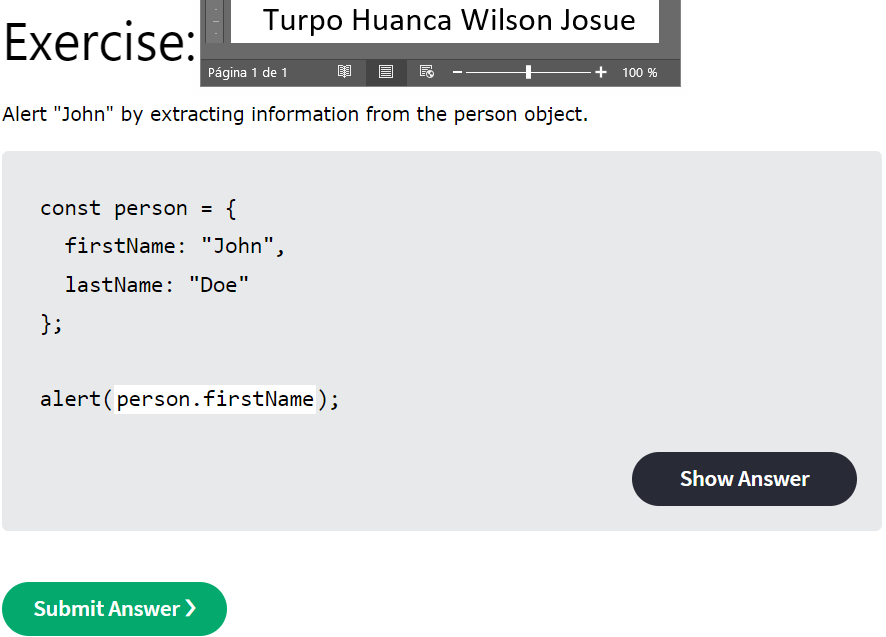 Turpo Huanca Wilson Josue
Exercise:
Página 1 de 1 100 %
Alert "John" by extracting information from the person object.
const person = {
  firstName: "John",
  lastName: "Doe"
};
alert(person.firstName);
Show Answer
Submit Answer ❯